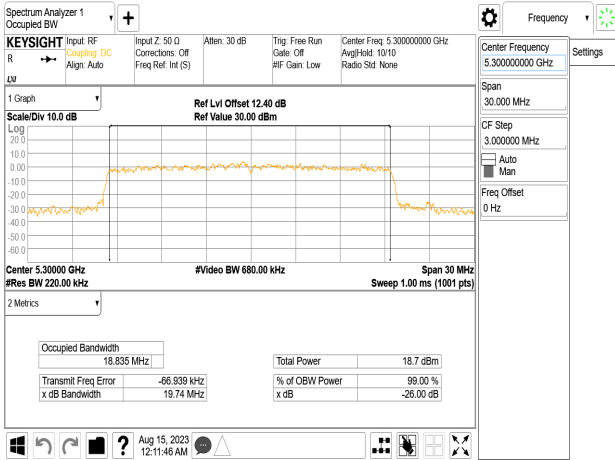 Spectrum Analyzer 1
Occupied BW
Frequency
KEYSIGHT
R
Input: RF
Coupling: DC
Align: Auto
Input Z: 50 Ω
Corrections: Off
Freq Ref: Int (S)
Atten: 30 dB
Trig: Free Run
Gate: Off
#IF Gain: Low
Center Freq: 5.300000000 GHz
Avg|Hold: 10/10
Radio Std: None
Center Frequency
5.300000000 GHz
Settings
Span
30.000 MHz
CF Step
3.000000 MHz
Auto
Man
Freq Offset
0 Hz
1 Graph
Scale/Div 10.0 dB
Ref Lvl Offset 12.40 dB
Ref Value 30.00 dBm
Log
20.0
10.0
0.00
-10.0
-20.0
-30.0
-40.0
-50.0
-60.0
Center 5.30000 GHz
#Res BW 220.00 kHz
#Video BW 680.00 kHz
Span 30 MHz
Sweep 1.00 ms (1001 pts)
2 Metrics
Occupied Bandwidth
18.835 MHz
Total Power 18.7 dBm
Transmit Freq Error -66.939 kHz
% of OBW Power 99.00 %
x dB Bandwidth 19.74 MHz
x dB -26.00 dB
?
Aug 15, 2023
12:11:46 AM